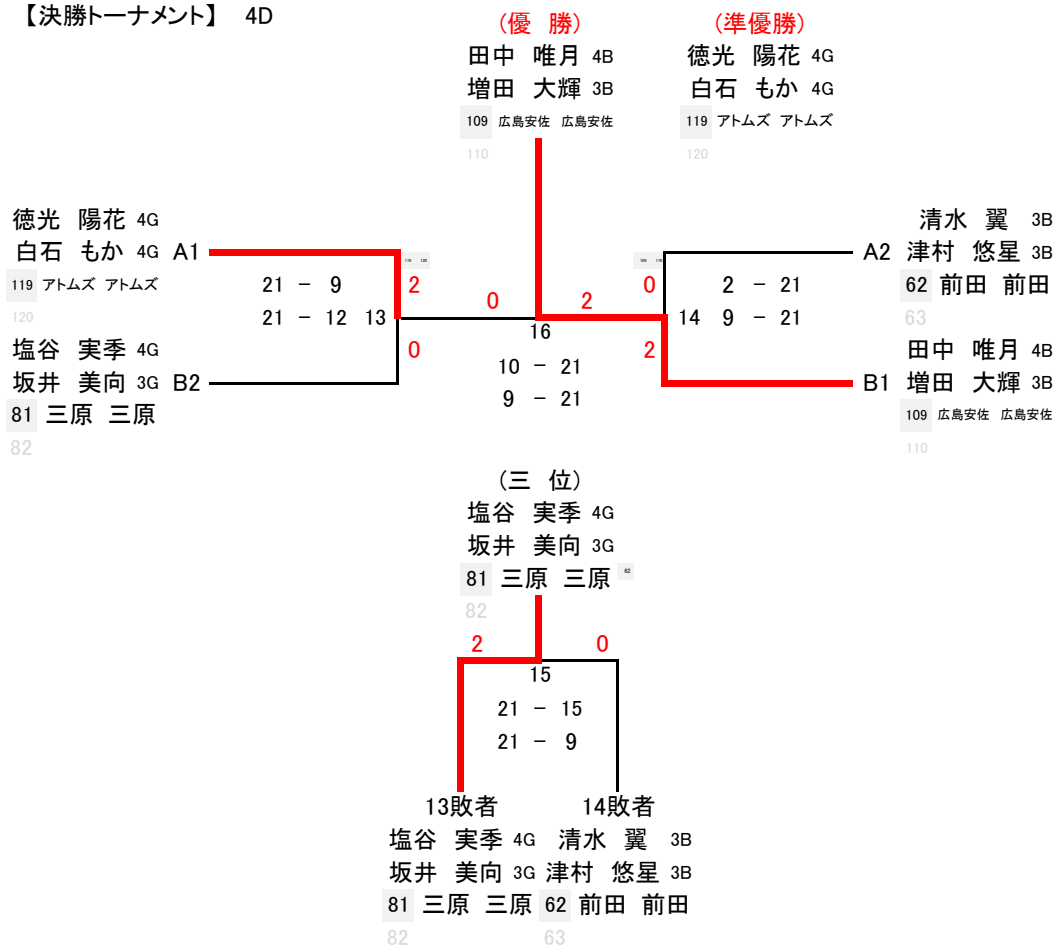 【決勝トーナメント】 4D
(優 勝) (準優勝)
田中 唯月 4B 徳光 陽花 4G
増田 大輝 3B 白石 もか 4G
109 広島安佐 広島安佐 119 アトムズ アトムズ
110 120
徳光 陽花 4G 清水 翼 3B
白石 もか 4G A1 A2 津村 悠星 3B
119 120 109 110
119 アトムズ アトムズ 21 - 9 2 0 2 0 2 - 21 62 前田 前田
120 21 - 12 13 14 9 - 21 63
16
塩谷 実季 4G 0 10 - 21 2 田中 唯月 4B
坂井 美向 3G B2 9 - 21 B1 増田 大輝 3B
81 三原 三原 109 広島安佐 広島安佐
82 110
(三 位)
塩谷 実季 4G
坂井 美向 3G
81 三原 三原 62
82
2 0
15
21 - 15
21 - 9
13敗者 14敗者
塩谷 実季 4G 清水 翼 3B
坂井 美向 3G 津村 悠星 3B
81 三原 三原 62 前田 前田
82 63